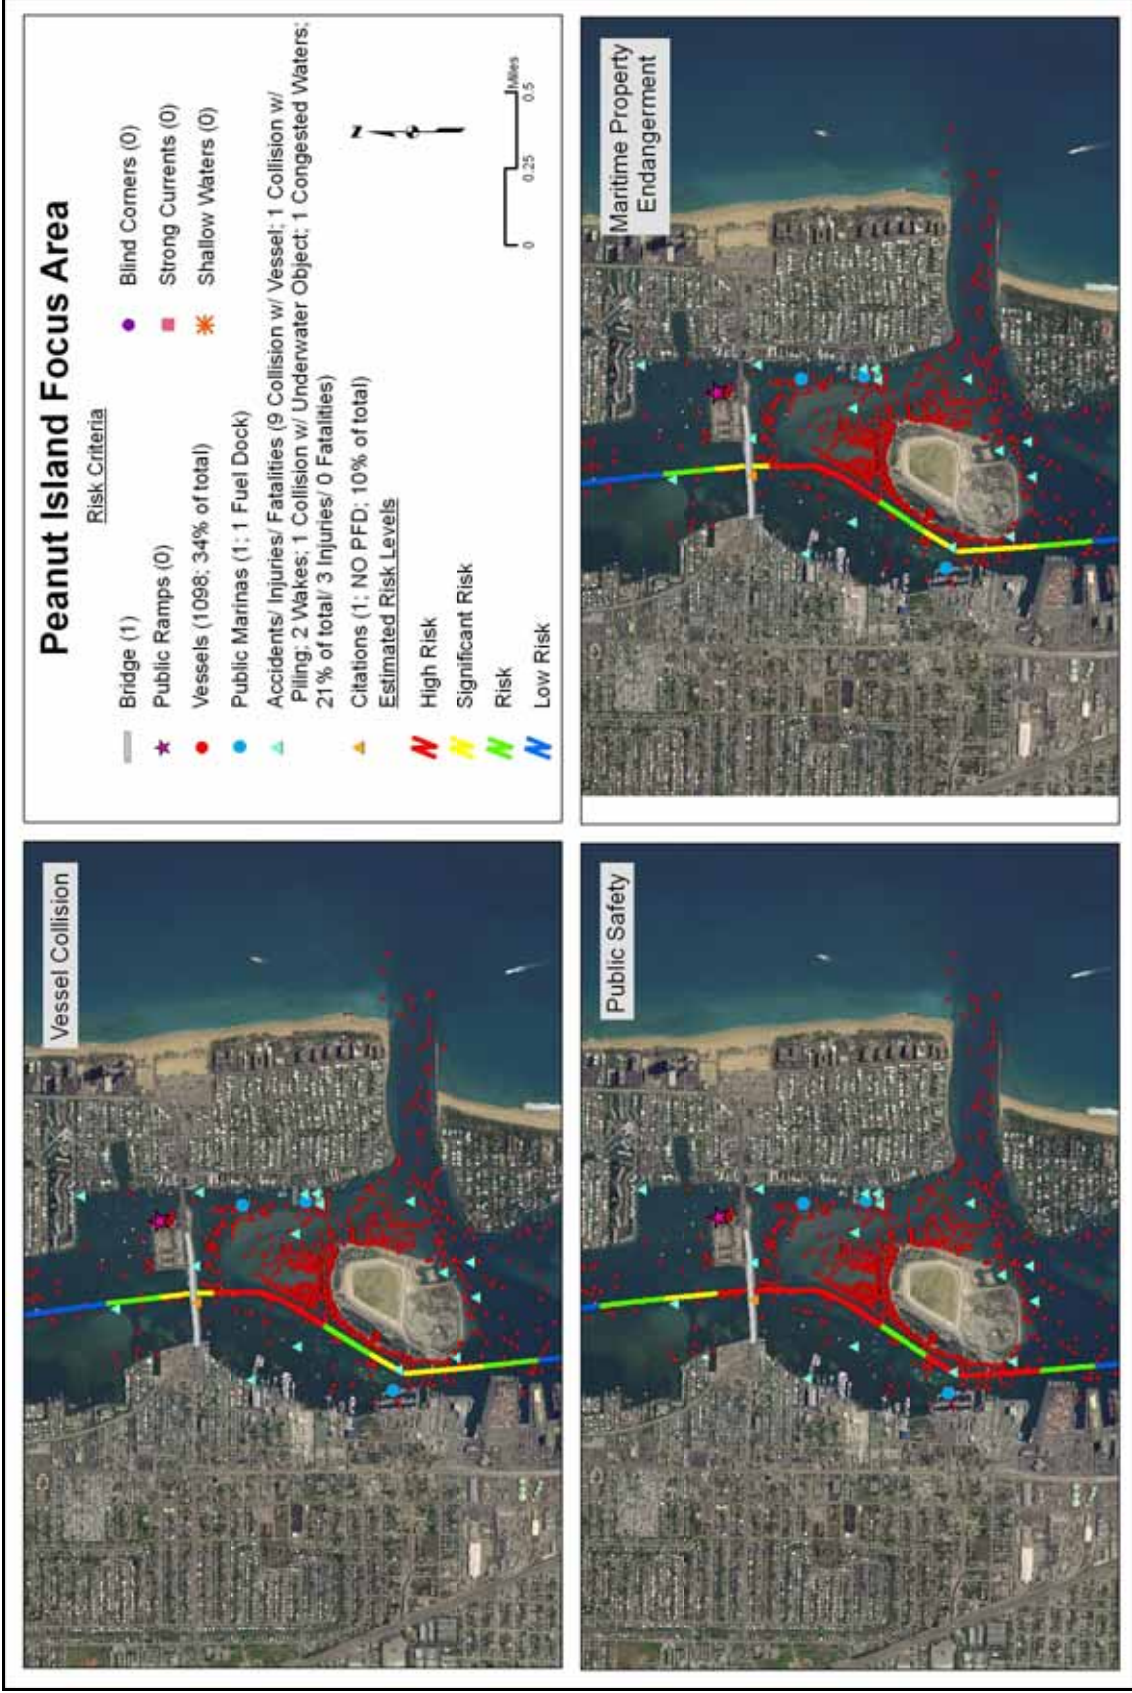 Peanut Island Focus Area
Risk Criteria
Bridge (1)
Public Ramps (0)
Vessels (1098; 34% of total)
Public Marinas (1: 1 Fuel Dock)
Blind Corners (0)
Strong Currents (0)
Shallow Waters (0)
Accidents/ Injuries/ Fatalities (9 Collision w/ Vessel; 1 Collision w/
Piling; 2 Wakes; 1 Collision w/ Underwater Object; 1 Congested Waters;
21% of total/ 3 Injuries/ 0 Fatalities)
Citations (1: NO PFD; 10% of total)
Estimated Risk Levels
High Risk
Significant Risk
Risk
Low Risk
N
0 0.25 0.5
Miles
Vessel Collision
Public Safety
Maritime Property
Endangerment